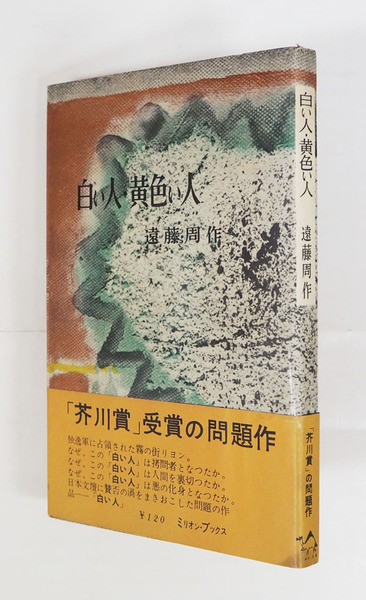 白い人・黄色い人
遠藤周作
「芥川賞」受賞の問題作
独逸軍に占領された霧の街リヨン。
なぜ、この「白い人」は拷問者となつたか。
なぜ、この「白い人」は人間を裏切つたか。
なぜ、この「白い人」は悪の化身となつたか。
日本文壇に賛否の渦をまきおこした問題の作
品——「白い人」
￥120 ミリオン・ブックス
白い人・黄色い人
遠藤周作
「芥川賞」の問題作